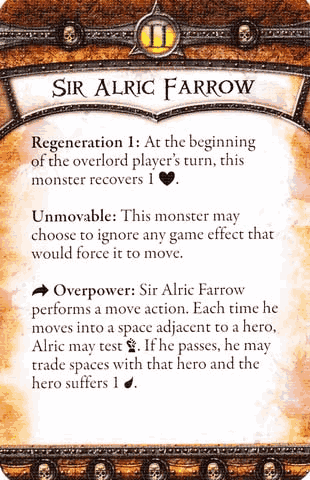 II
SIR ALRIC FARROW
Regeneration 1: At the beginning
of the overlord player's turn, this
monster recovers 1 ♥.
Unmovable: This monster may
choose to ignore any game effect that
would force it to move.
Overpower: Sir Alric Farrow
performs a move action. Each time he
moves into a space adjacent to a hero,
Alric may test . If he passes, he may
trade spaces with that hero and the
hero suffers 1 .